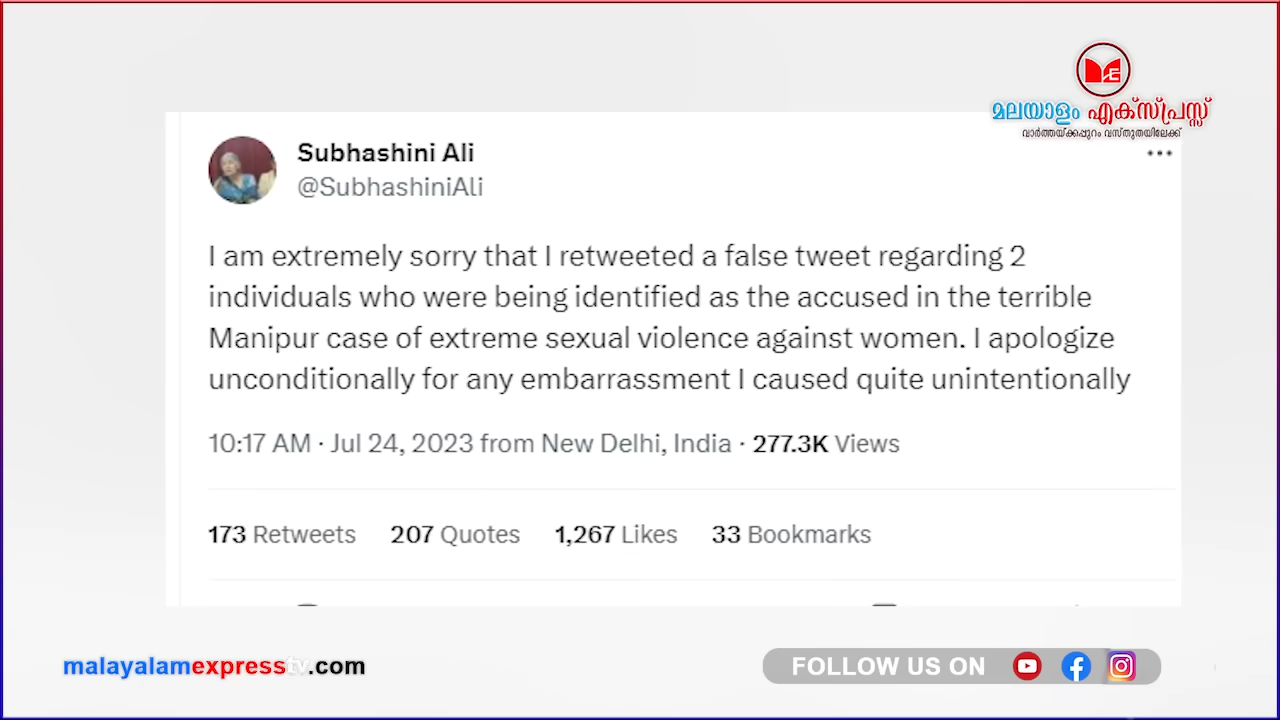 മലയാളം എക്സ്പ്രസ്സ്
വാർത്തയ്ക്കപ്പുറം വസ്തുതയിലേക്ക്
Subhashini Ali
@SubhashiniAli
I am extremely sorry that I retweeted a false tweet regarding 2
individuals who were being identified as the accused in the terrible
Manipur case of extreme sexual violence against women. I apologize
unconditionally for any embarrassment I caused quite unintentionally
10:17 AM · Jul 24, 2023 from New Delhi, India · 277.3K Views
173 Retweets 207 Quotes 1,267 Likes 33 Bookmarks
malayalamexpresstv.com
FOLLOW US ON